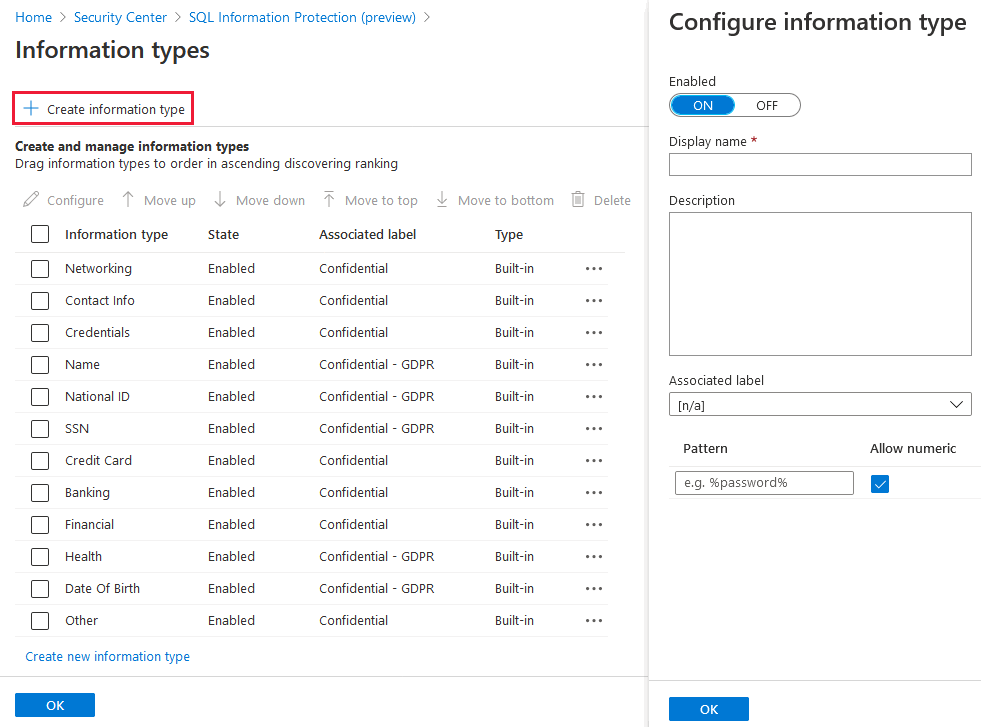 Home > Security Center > SQL Information Protection (preview) >
Information types
+ Create information type
Create and manage information types
Drag information types to order in ascending discovering ranking
Configure Move up Move down Move to top Move to bottom Delete
Information type State Associated label Type
Networking Enabled Confidential Built-in ...
Contact Info Enabled Confidential Built-in ...
Credentials Enabled Confidential Built-in ...
Name Enabled Confidential - GDPR Built-in ...
National ID Enabled Confidential - GDPR Built-in ...
SSN Enabled Confidential - GDPR Built-in ...
Credit Card Enabled Confidential Built-in ...
Banking Enabled Confidential Built-in ...
Financial Enabled Confidential Built-in ...
Health Enabled Confidential - GDPR Built-in ...
Date Of Birth Enabled Confidential - GDPR Built-in ...
Other Enabled Confidential Built-in ...
Create new information type
OK
Configure information type
Enabled
ON OFF
Display name *
Description
Associated label
[n/a]
Pattern Allow numeric
e.g. %password%
OK